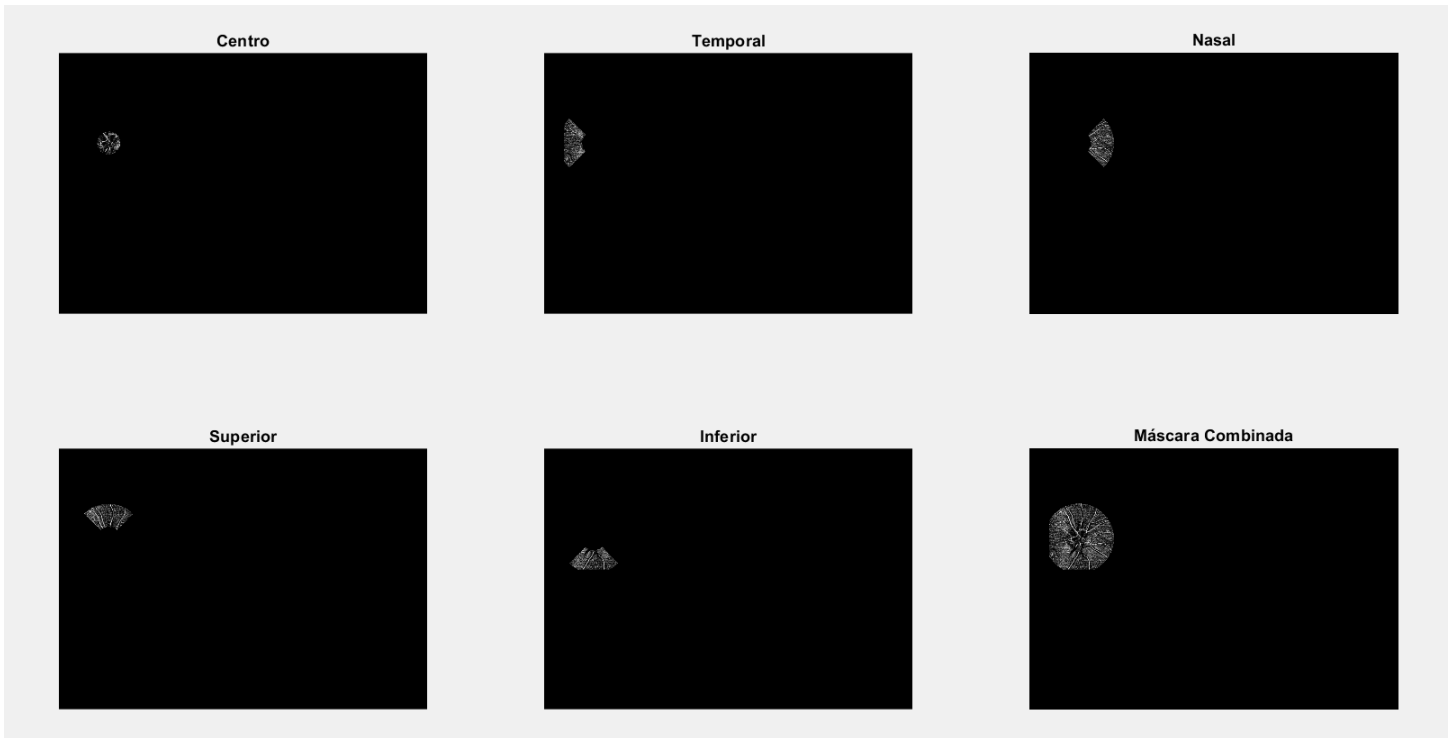 Centro
Temporal
Nasal
Superior
Inferior
Máscara Combinada